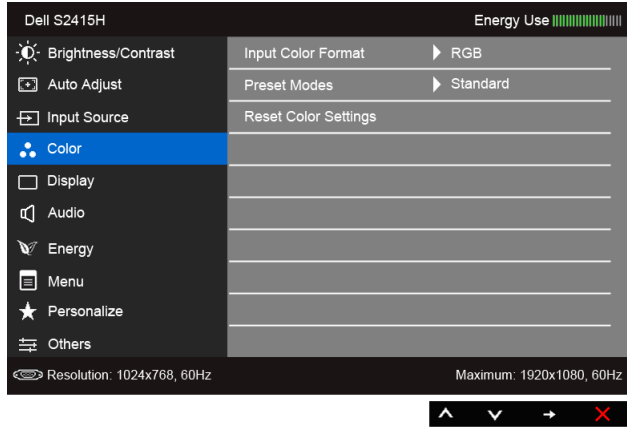 Dell S2415H Energy Use
Brightness/Contrast Input Color Format RGB
Auto Adjust Preset Modes Standard
Input Source Reset Color Settings
Color
Display
Audio
Energy
Menu
Personalize
Others
Resolution: 1024x768, 60Hz Maximum: 1920x1080, 60Hz